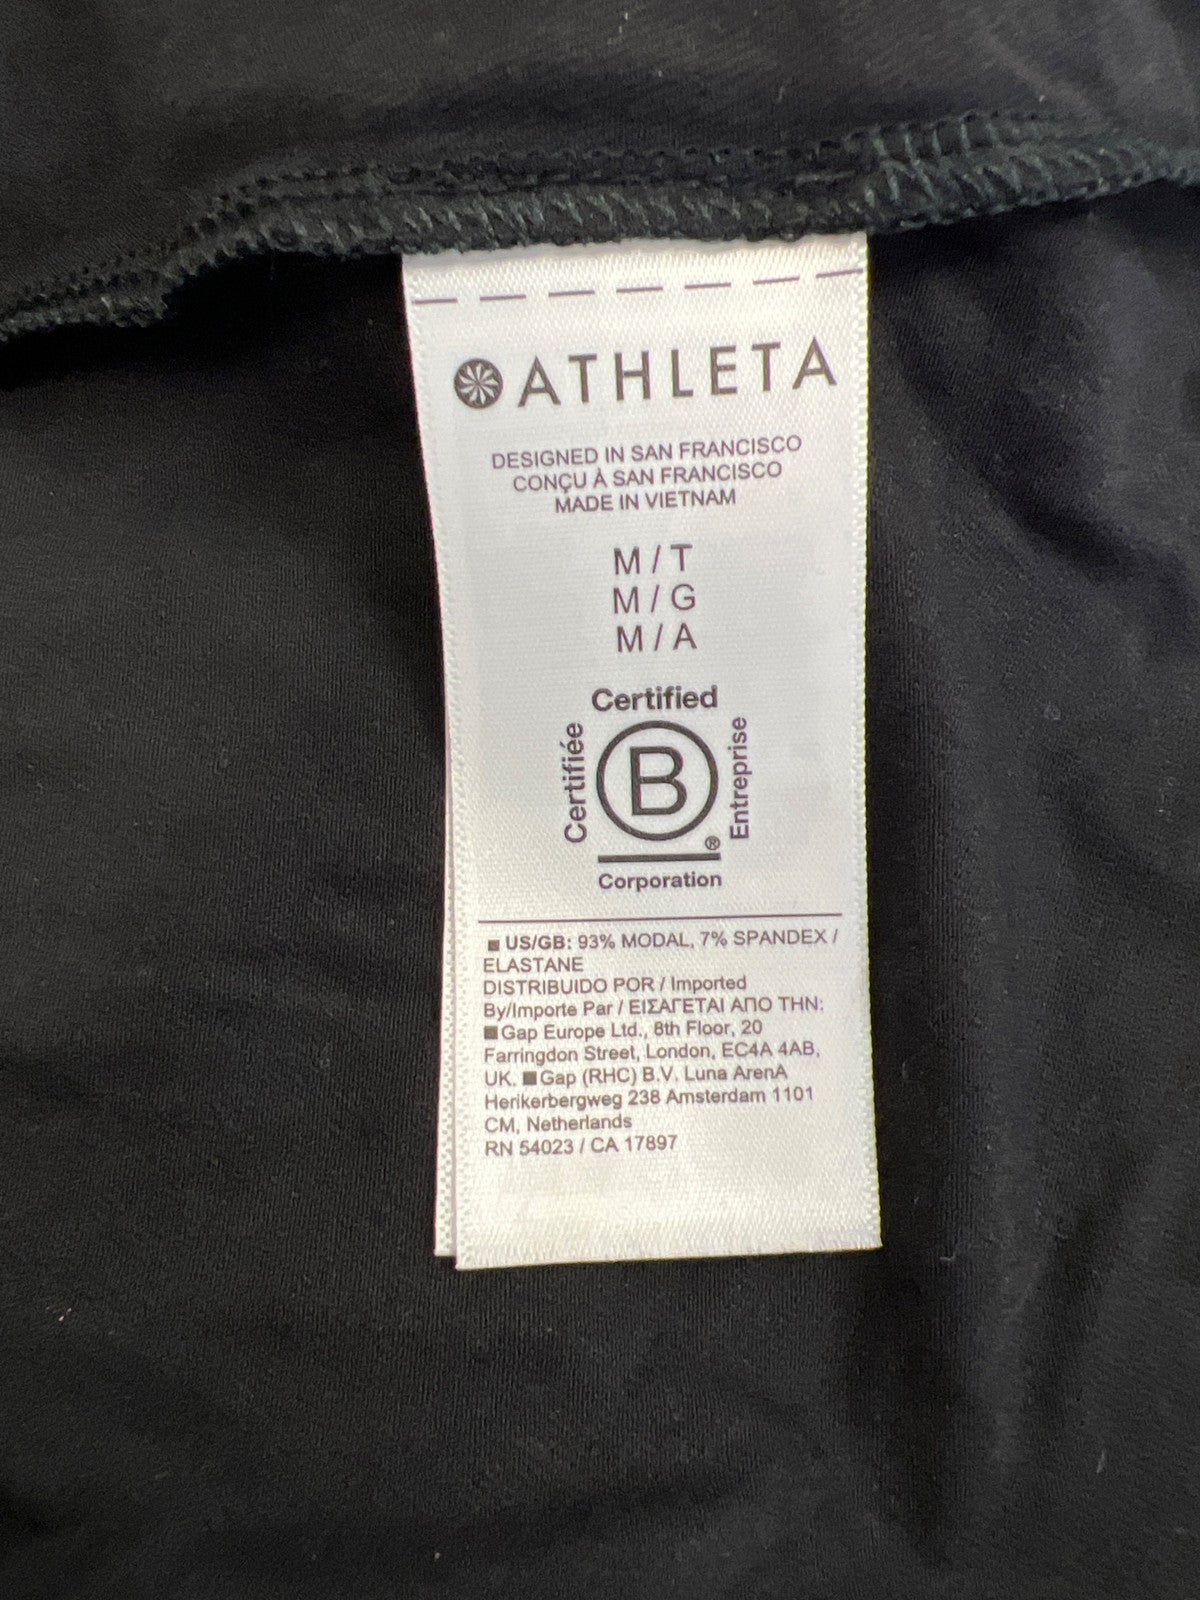 ATHLETA
DESIGNED IN SAN FRANCISCO
CONÇU À SAN FRANCISCO
MADE IN VIETNAM
M / T
M / G
M / A
Certified
Certifiée
B
Entreprise
®
Corporation
■ US/GB: 93% MODAL, 7% SPANDEX /
ELASTANE
DISTRIBUIDO POR / Imported
By/Importe Par / ΕΙΣΑΓΕΤΑΙ ΑΠΟ ΤΗΝ:
■ Gap Europe Ltd., 8th Floor, 20
Farringdon Street, London, EC4A 4AB,
UK. ■ Gap (RHC) B.V. Luna ArenA
Herikerbergweg 238 Amsterdam 1101
CM, Netherlands
RN 54023 / CA 17897